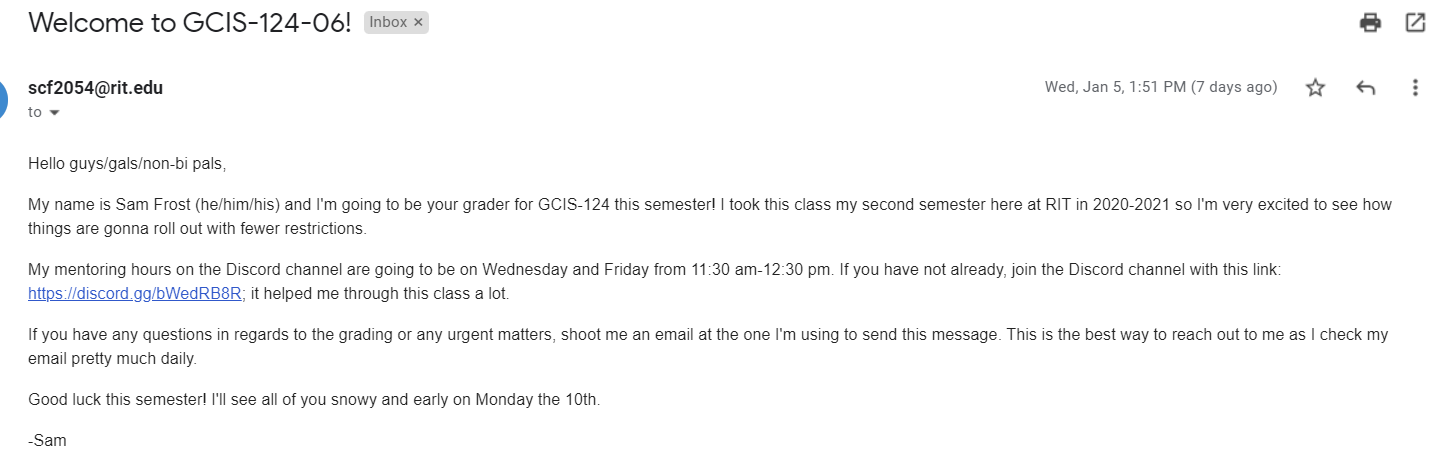 Welcome to GCIS-124-06! Inbox ×
scf2054@rit.edu
Wed, Jan 5, 1:51 PM (7 days ago)
to
Hello guys/gals/non-bi pals,
My name is Sam Frost (he/him/his) and I'm going to be your grader for GCIS-124 this semester! I took this class my second semester here at RIT in 2020-2021 so I'm very excited to see how
things are gonna roll out with fewer restrictions.
My mentoring hours on the Discord channel are going to be on Wednesday and Friday from 11:30 am-12:30 pm. If you have not already, join the Discord channel with this link:
https://discord.gg/bWedRB8R; it helped me through this class a lot.
If you have any questions in regards to the grading or any urgent matters, shoot me an email at the one I'm using to send this message. This is the best way to reach out to me as I check my
email pretty much daily.
Good luck this semester! I'll see all of you snowy and early on Monday the 10th.
-Sam